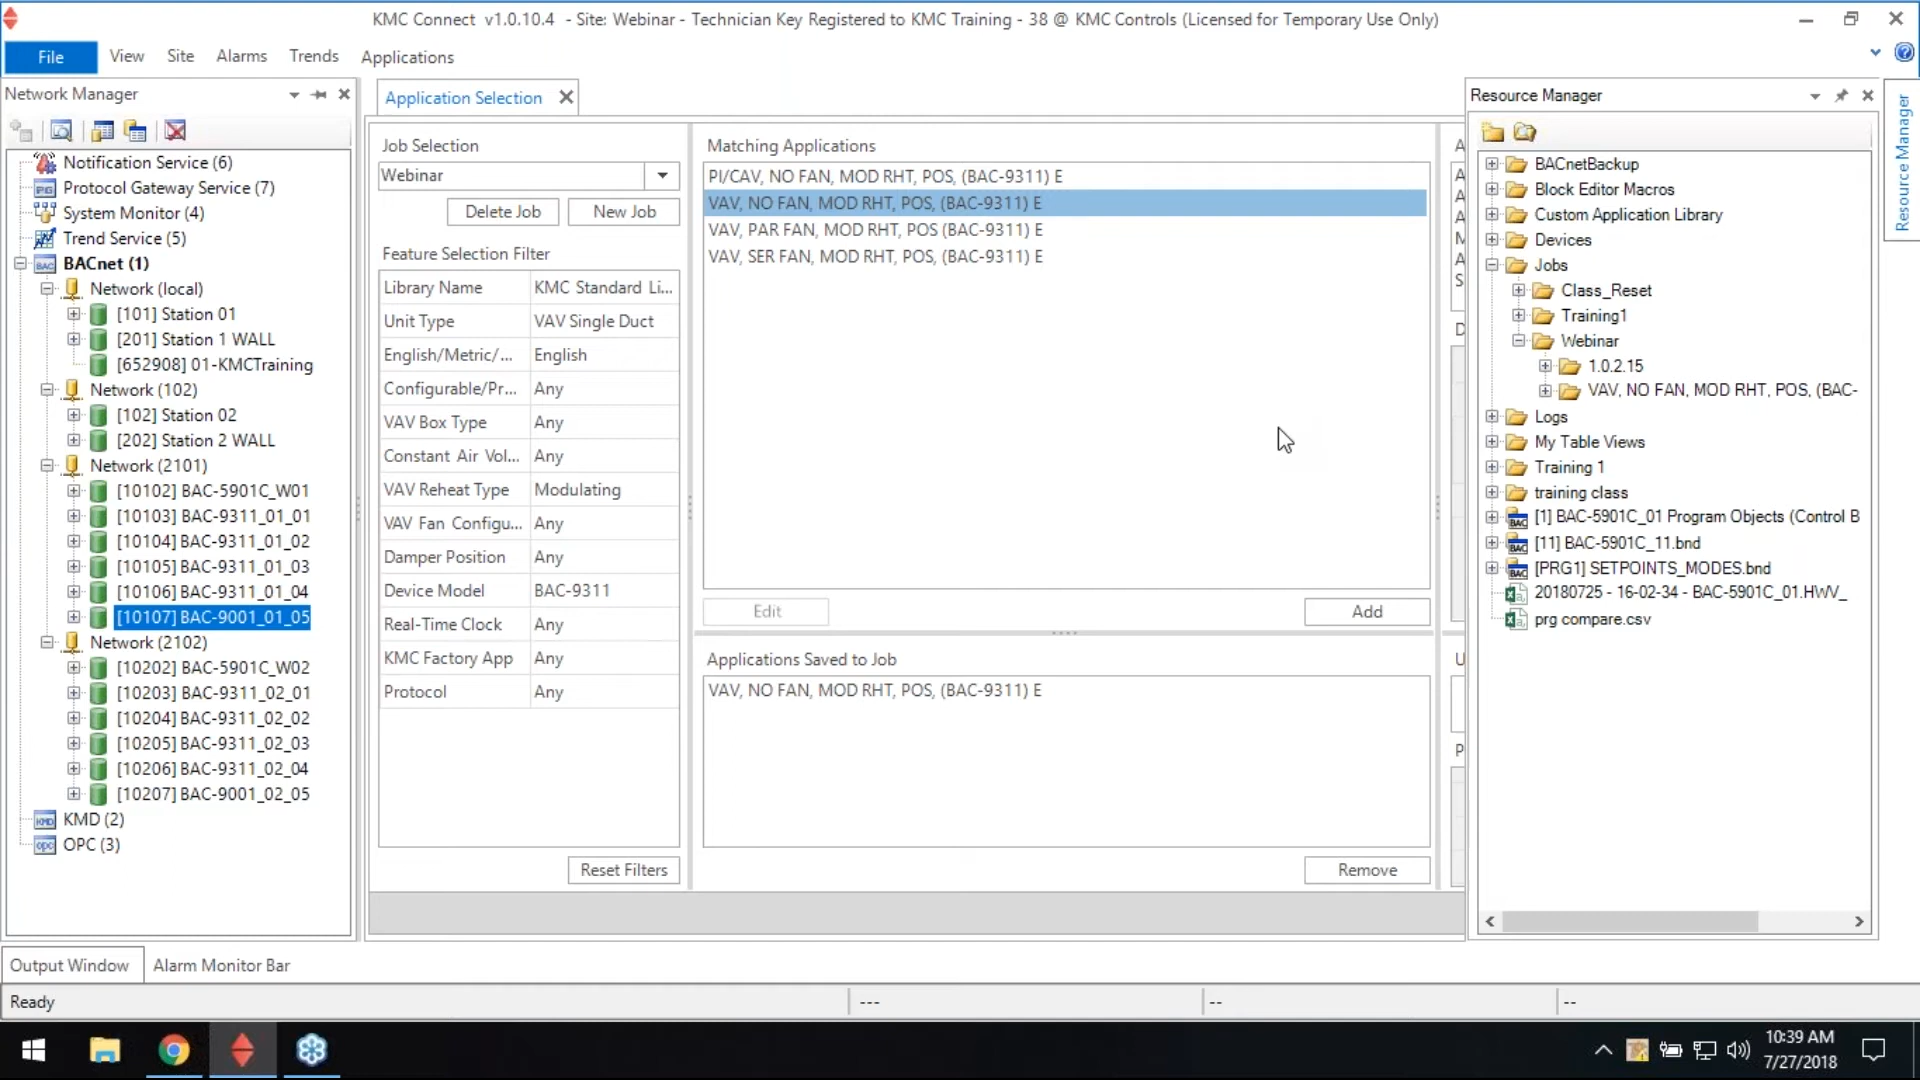 KMC Connect v1.0.10.4 - Site: Webinar - Technician Key Registered to KMC Training - 38 @ KMC Controls (Licensed for Temporary Use Only)
File View Site Alarms Trends Applications
Network Manager
Notification Service (6)
Protocol Gateway Service (7)
System Monitor (4)
Trend Service (5)
BACnet (1)
Network (local)
[101] Station 01
[201] Station 1 WALL
[652908] 01-KMCTraining
Network (102)
[102] Station 02
[202] Station 2 WALL
Network (2101)
[10102] BAC-5901C_W01
[10103] BAC-9311_01_01
[10104] BAC-9311_01_02
[10105] BAC-9311_01_03
[10106] BAC-9311_01_04
[10107] BAC-9001_01_05
Network (2102)
[10202] BAC-5901C_W02
[10203] BAC-9311_02_01
[10204] BAC-9311_02_02
[10205] BAC-9311_02_03
[10206] BAC-9311_02_04
[10207] BAC-9001_02_05
KMD (2)
OPC (3)
Application Selection
Job Selection
Webinar
Delete Job New Job
Feature Selection Filter
Library Name KMC Standard Li...
Unit Type VAV Single Duct
English/Metric/... English
Configurable/Pr... Any
VAV Box Type Any
Constant Air Vol... Any
VAV Reheat Type Modulating
VAV Fan Configu... Any
Damper Position Any
Device Model BAC-9311
Real-Time Clock Any
KMC Factory App Any
Protocol Any
Reset Filters
Matching Applications
PI/CAV, NO FAN, MOD RHT, POS, (BAC-9311) E
VAV, NO FAN, MOD RHT, POS, (BAC-9311) E
VAV, PAR FAN, MOD RHT, POS (BAC-9311) E
VAV, SER FAN, MOD RHT, POS, (BAC-9311) E
Edit Add
Applications Saved to Job
VAV, NO FAN, MOD RHT, POS, (BAC-9311) E
Remove
Resource Manager
BACnetBackup
Block Editor Macros
Custom Application Library
Devices
Jobs
Class_Reset
Training1
Webinar
1.0.2.15
VAV, NO FAN, MOD RHT, POS, (BAC-
Logs
My Table Views
Training 1
training class
[1] BAC-5901C_01 Program Objects (Control B
[11] BAC-5901C_11.bnd
[PRG1] SETPOINTS_MODES.bnd
20180725 - 16-02-34 - BAC-5901C_01.HWV_
prg compare.csv
Resource Manager
Output Window Alarm Monitor Bar
Ready --- -- --
10:39 AM
7/27/2018